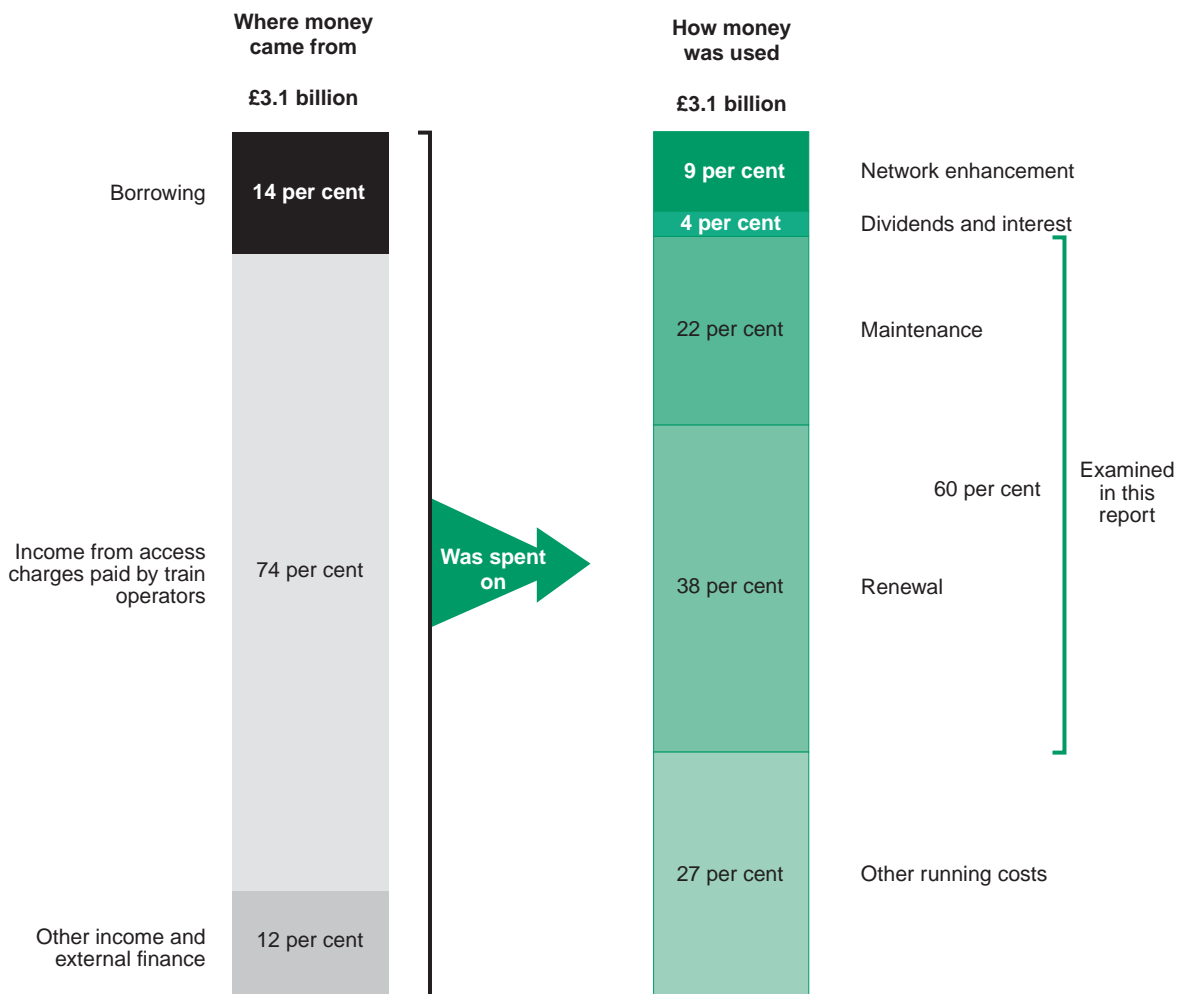 Where money
came from
£3.1 billion
Borrowing
14 per cent
Income from access
charges paid by train
operators
74 per cent
Other income and
external finance
12 per cent
Was spent
on
How money
was used
£3.1 billion
9 per cent
Network enhancement
4 per cent
Dividends and interest
22 per cent
Maintenance
38 per cent
Renewal
60 per cent
Examined
in this
report
27 per cent
Other running costs